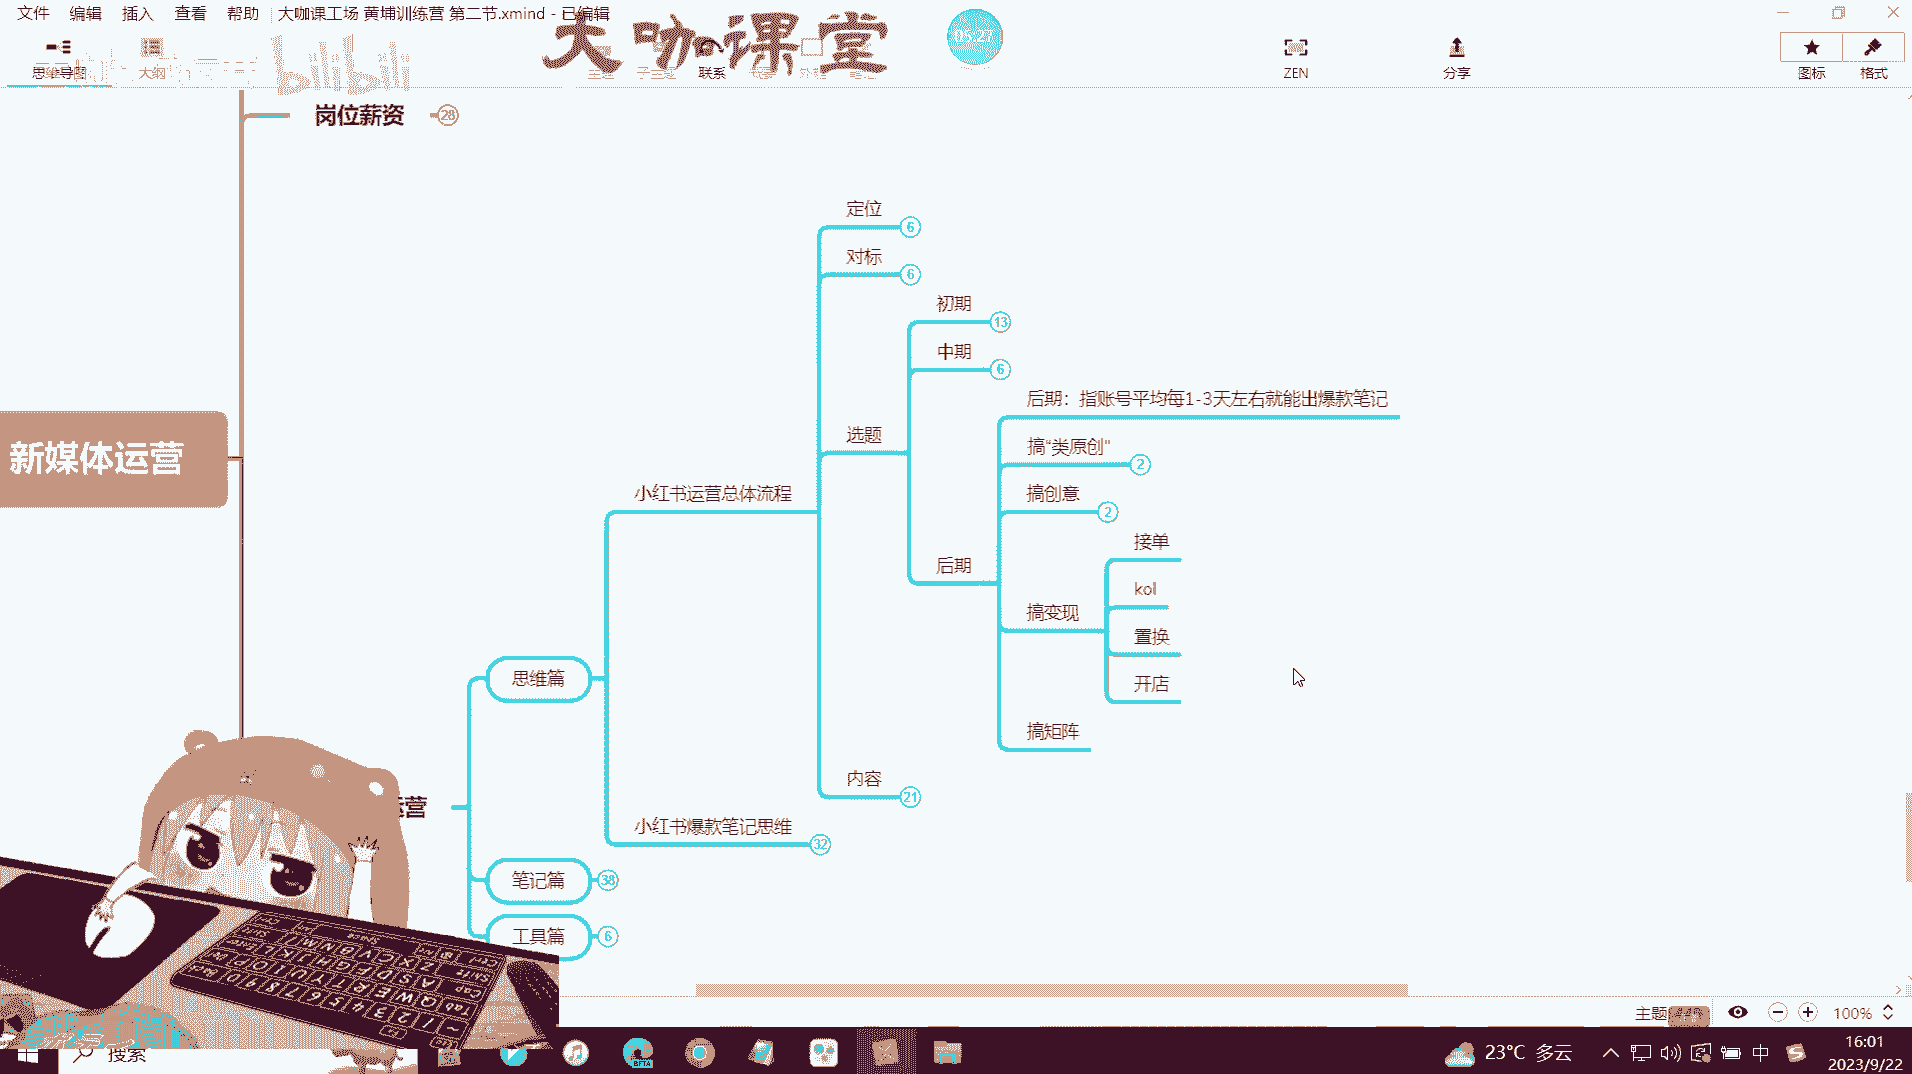 文件 编辑 插入 查看 帮助 大咖课工场 黄埔训练营 第二节.xmind - 已编辑
大咖课堂
bilibili
05:27
思维导图 大纲 主题 子主题 联系 ZEN 分享 图标 格式
岗位薪资 28
定位 6
对标 6
初期 13
中期 6
后期：指账号平均每1-3天左右就能出爆款笔记
选题
搞“类原创" 2
新媒体运营
小红书运营总体流程
搞创意 2
接单
后期
kol
搞变现
置换
思维篇
开店
搞矩阵
内容 21
运营
小红书爆款笔记思维 32
笔记篇 38
工具篇 6
主题
100%
搜索
BETA
23°C 多云
中
16:01
2023/9/22